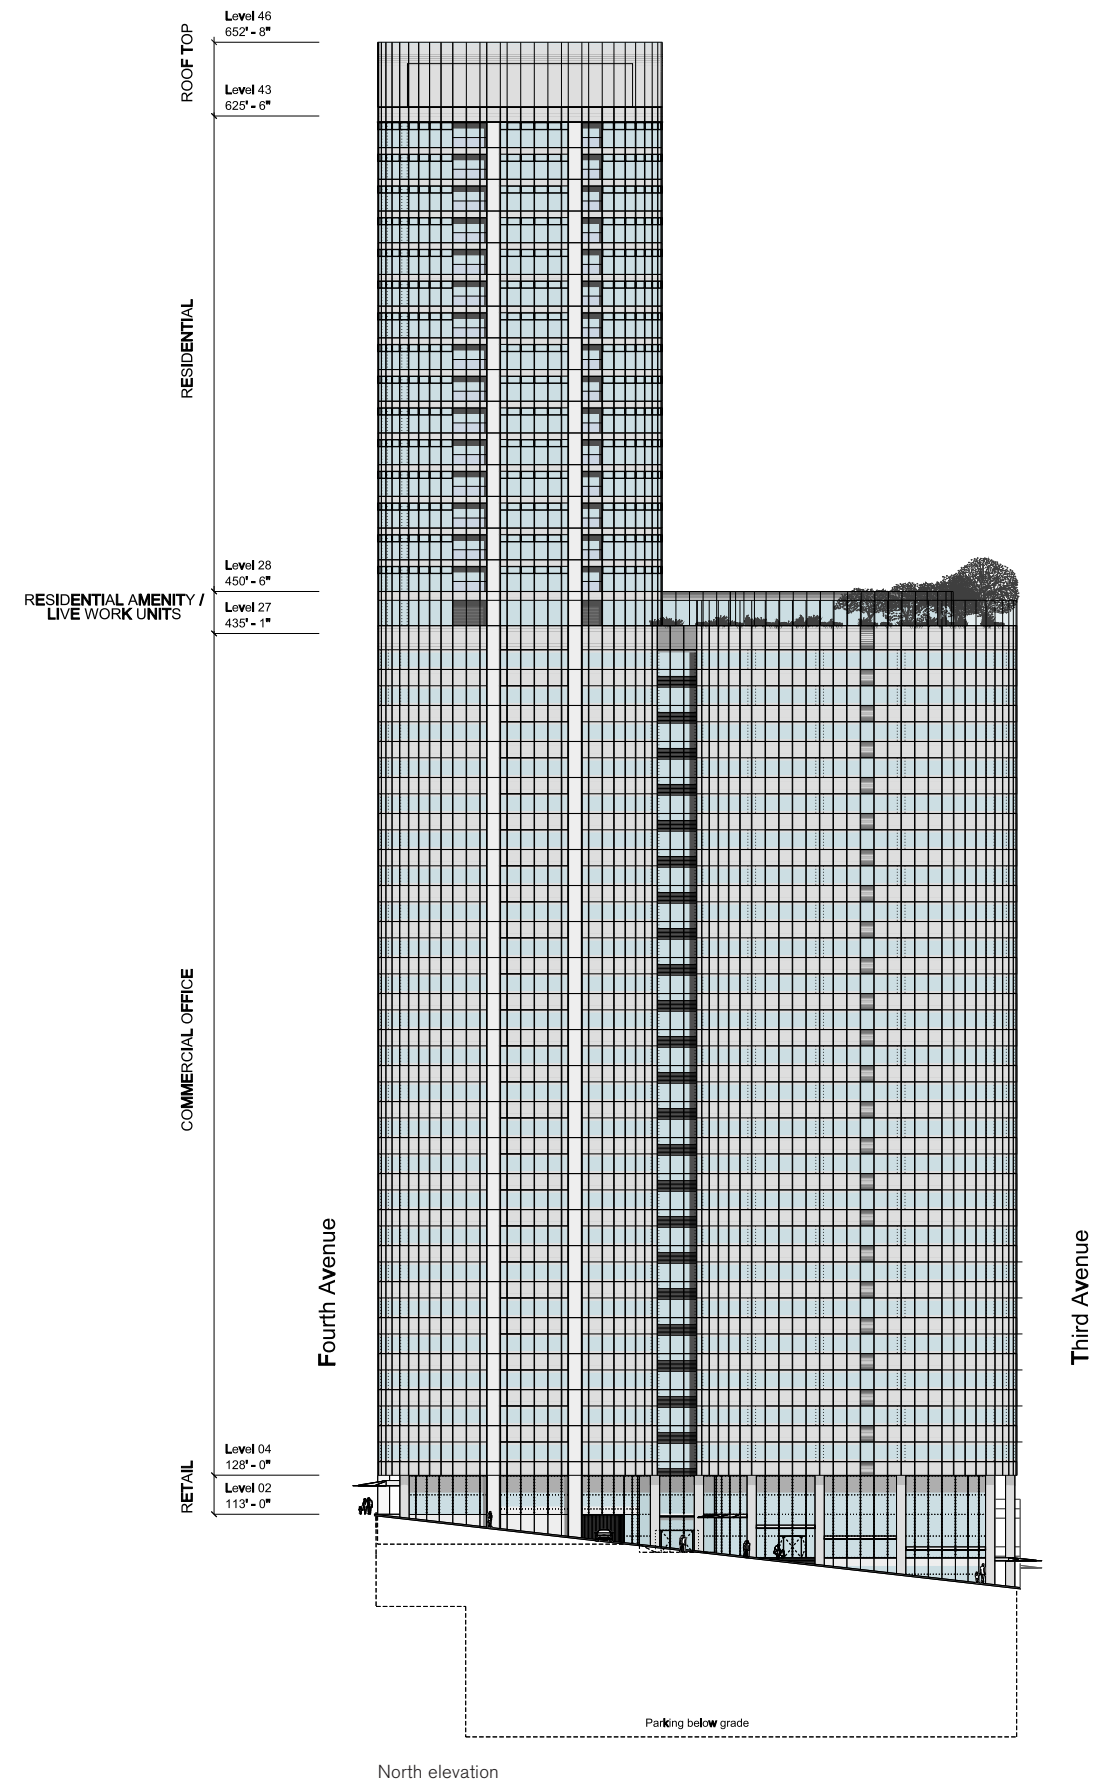 Level 46
652' - 8"
ROOF TOP
Level 43
625' - 6"
RESIDENTIAL
Level 28
450' - 6"
RESIDENTIAL AMENITY /
LIVE WORK UNITS
Level 27
435' - 1"
COMMERCIAL OFFICE
Fourth Avenue
Third Avenue
Level 04
128' - 0"
RETAIL
Level 02
113' - 0"
Parking below grade
North elevation